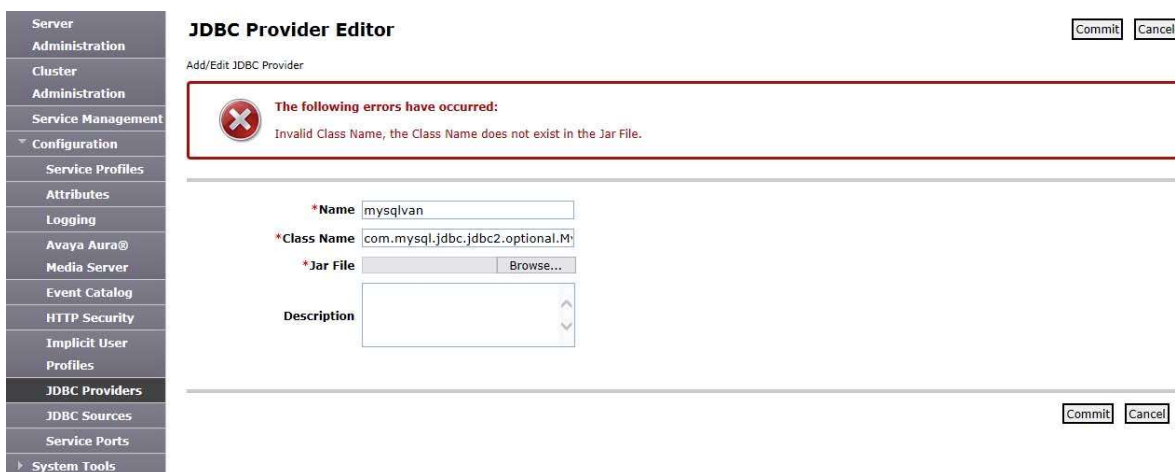 Server
Administration
Cluster
Administration
Service Management
Configuration
Service Profiles
Attributes
Logging
Avaya Aura®
Media Server
Event Catalog
HTTP Security
Implicit User
Profiles
JDBC Providers
JDBC Sources
Service Ports
System Tools
JDBC Provider Editor
Commit Cancel
Add/Edit JDBC Provider
The following errors have occurred:
Invalid Class Name, the Class Name does not exist in the Jar File.
*Name mysqlvan
*Class Name com.mysql.jdbc.jdbc2.optional.M
*Jar File Browse...
Description
Commit Cancel